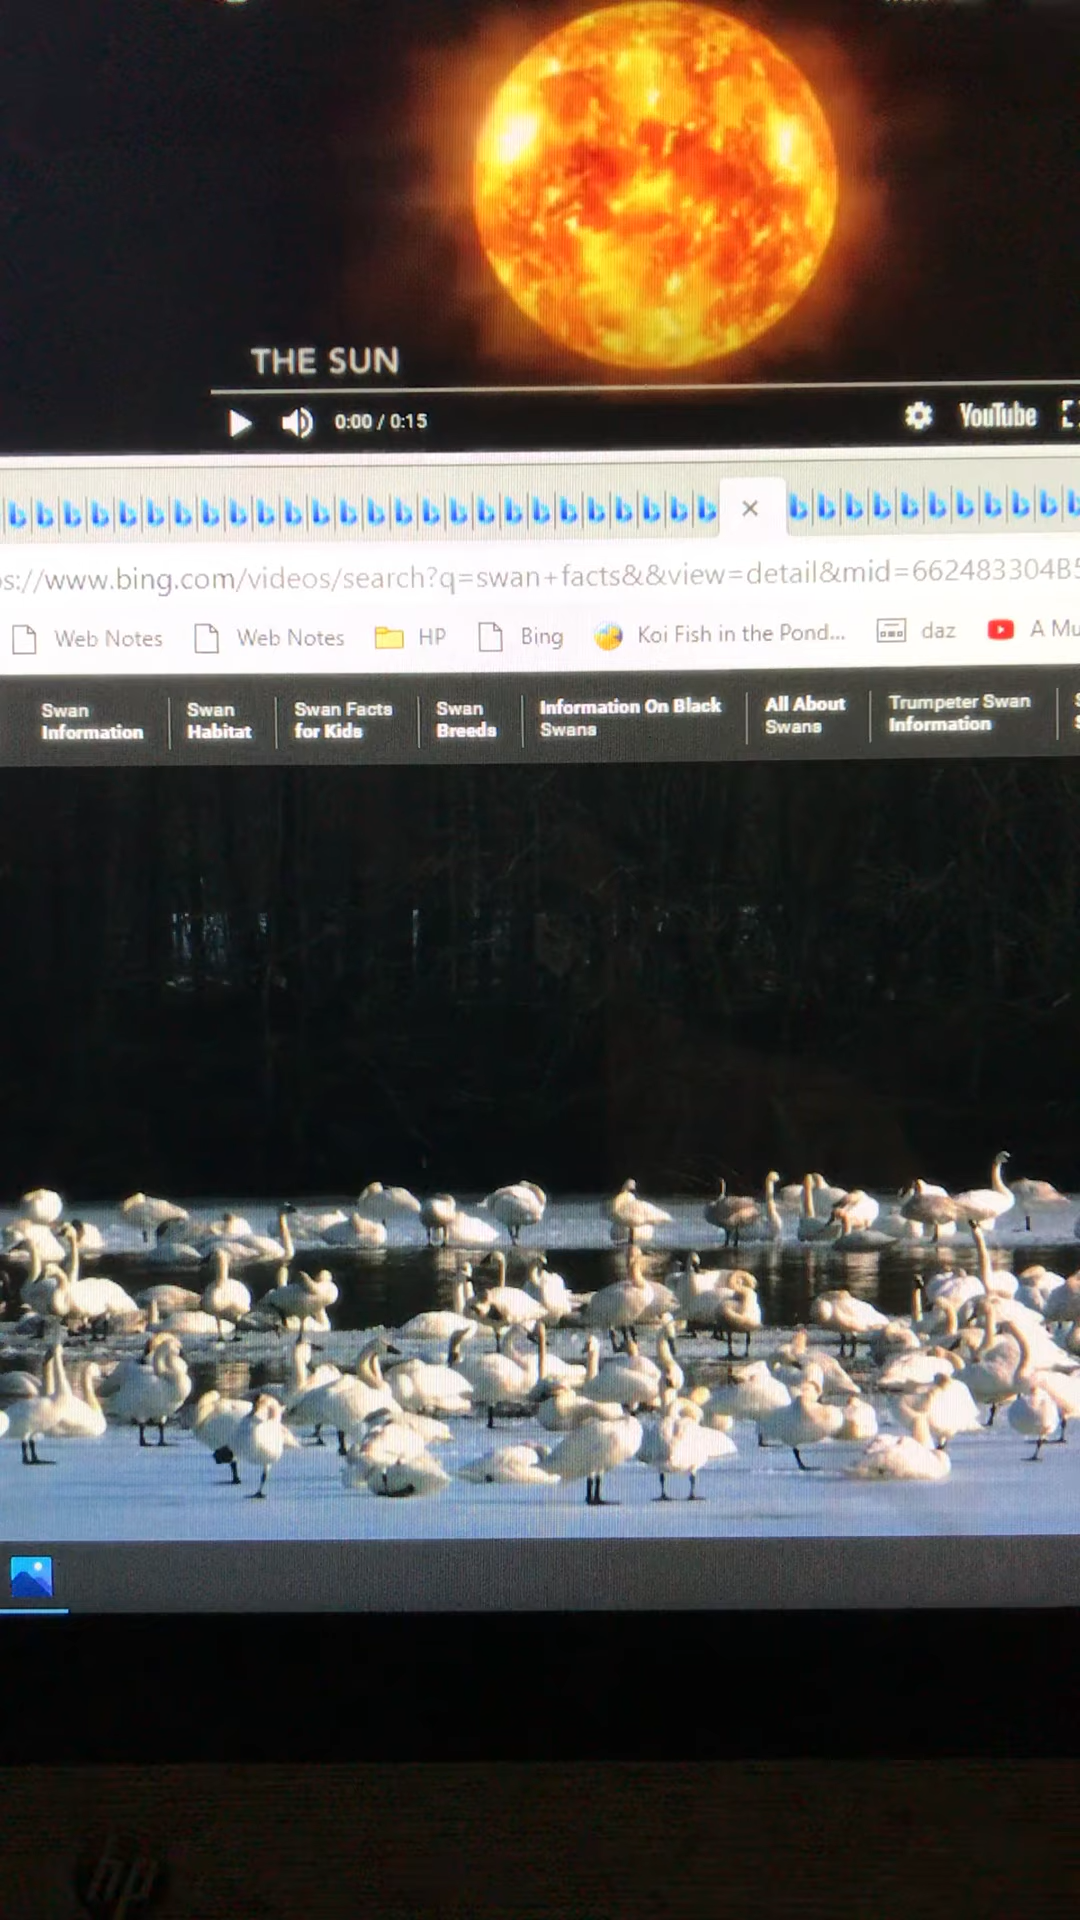 THE SUN
0:00 / 0:15
YouTube
s://www.bing.com/videos/search?q=swan+facts&&view=detail&mid=662483304B5
Web Notes Web Notes HP Bing Koi Fish in the Pond... daz A Mu
Swan Information
Swan Habitat
Swan Facts for Kids
Swan Breeds
Information On Black Swans
All About Swans
Trumpeter Swan Information
hp